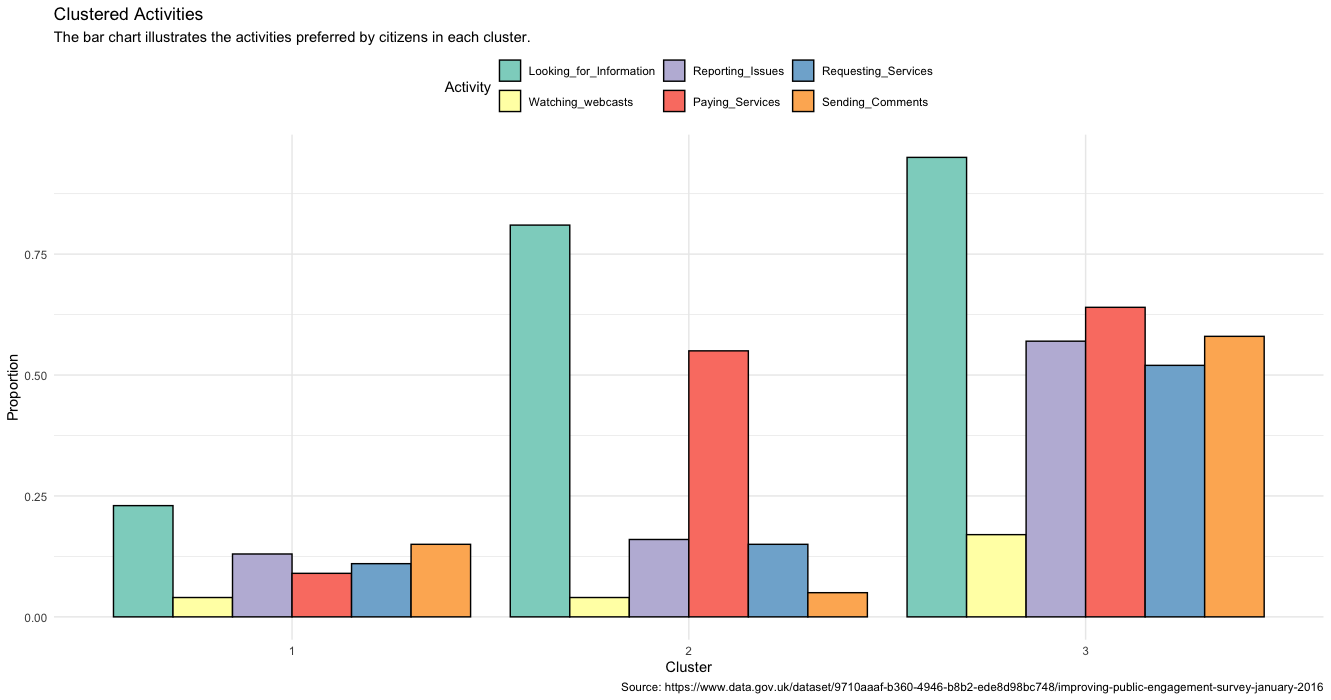 Clustered Activities
The bar chart illustrates the activities preferred by citizens in each cluster.
Activity
Looking_for_Information
Reporting_Issues
Requesting_Services
Watching_webcasts
Paying_Services
Sending_Comments
Proportion
0.75
0.50
0.25
0.00
1
2
3
Cluster
Source: https://www.data.gov.uk/dataset/9710aaaf-b360-4946-b8b2-ede8d98bc748/improving-public-engagement-survey-january-2016